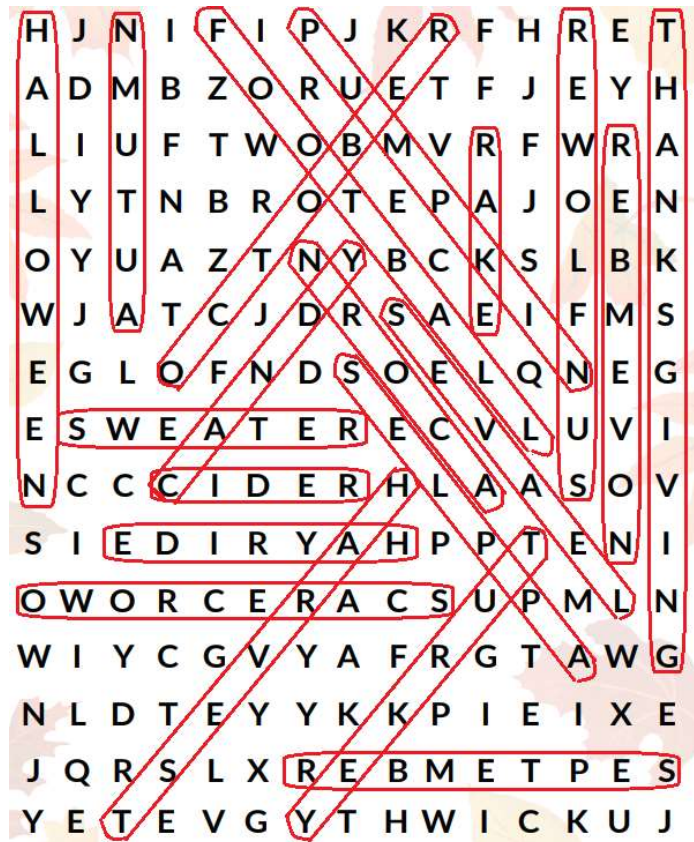 H J N I F I P J K R F H R E T
A D M B Z O R U E T F J E Y H
L I U F T W O B M V R F W R A
L Y T N B R O T E P A J O E N
O Y U A Z T N Y B C K S L B K
W J A T C J D R S A E I F M S
E G L O F N D S O E L Q N E G
E S W E A T E R E C V L U V I
N C C C I D E R H L A A S O V
S I E D I R Y A H P P T E N I
O W O R C E R A C S U P M L N
W I Y C G V Y A F R G T A W G
N L D T E Y Y K K P I E I X E
J Q R S L X R E B M E T P E S
Y E T E V G Y T H W I C K U J